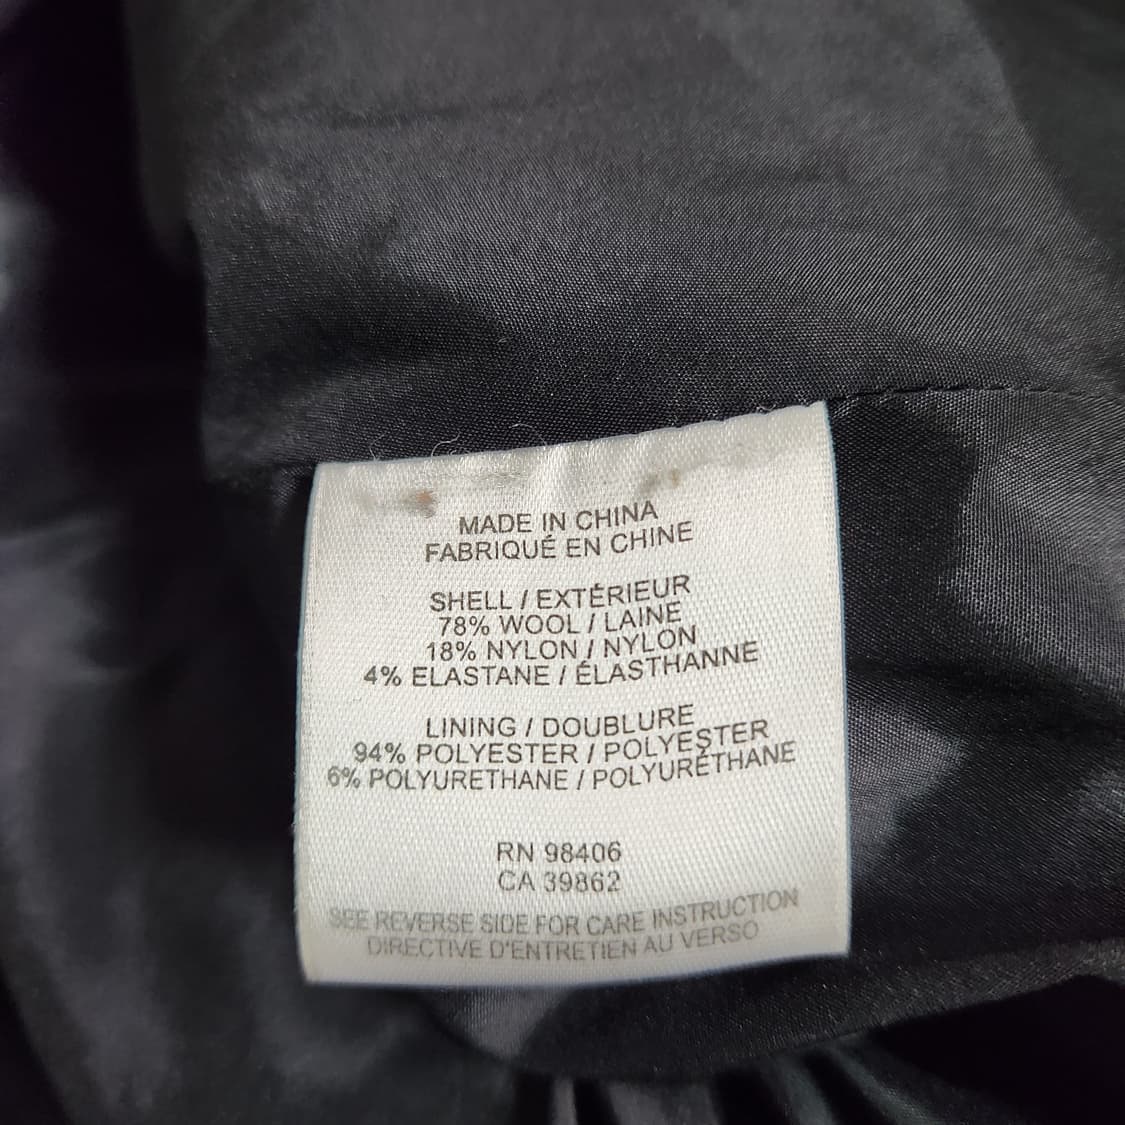 MADE IN CHINA
FABRIQUÉ EN CHINE
SHELL / EXTÉRIEUR
78% WOOL / LAINE
18% NYLON / NYLON
4% ELASTANE / ÉLASTHANNE
LINING / DOUBLURE
94% POLYESTER / POLYESTER
6% POLYURETHANE / POLYURÉTHANE
RN 98406
CA 39862
SEE REVERSE SIDE FOR CARE INSTRUCTION
DIRECTIVE D'ENTRETIEN AU VERSO